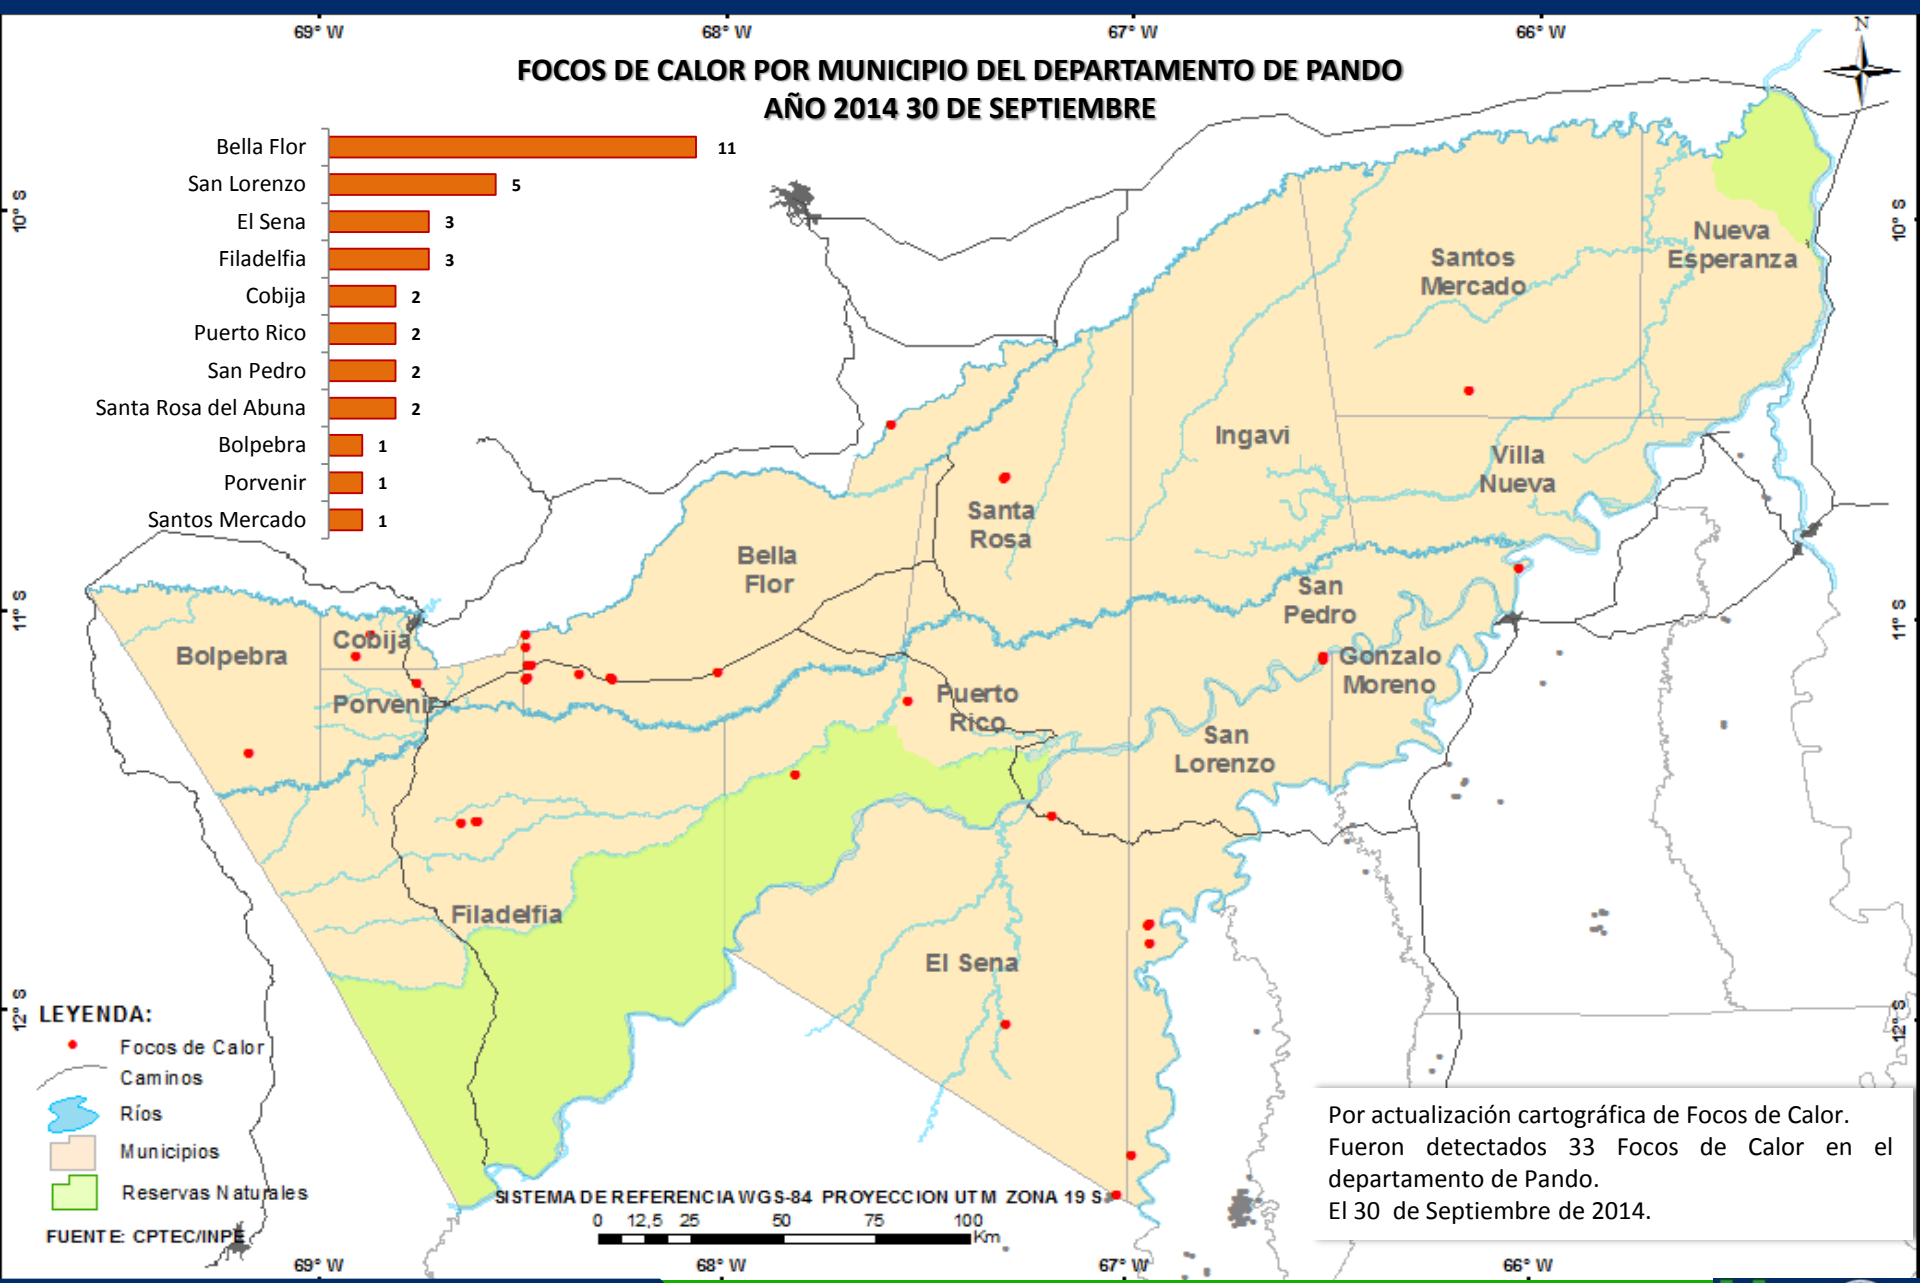 69° W 68° W 67° W 66° W
N
FOCOS DE CALOR POR MUNICIPIO DEL DEPARTAMENTO DE PANDO
AÑO 2014 30 DE SEPTIEMBRE
Bella Flor 11
San Lorenzo 5
El Sena 3
Filadelfia 3
Cobija 2
Puerto Rico 2
San Pedro 2
Santa Rosa del Abuna 2
Bolpebra 1
Porvenir 1
Santos Mercado 1
10° S
10° S
Nueva
Esperanza
Santos
Mercado
Ingavi
Villa
Nueva
Santa
Rosa
Bella
Flor
San
Pedro
11° S
11° S
Cobija
Bolpebra
Porvenir
Gonzalo
Moreno
Puerto
Rico
San
Lorenzo
Filadelfia
El Sena
12° S
12° S
LEYENDA:
Focos de Calor
Caminos
Ríos
Municipios
Reservas Naturales
FUENTE: CPTEC/INPE
SISTEMA DE REFERENCIA WGS-84 PROYECCION UTM ZONA 19 S
0 12,5 25 50 75 100
Km
Por actualización cartográfica de Focos de Calor.
Fueron detectados 33 Focos de Calor en el
departamento de Pando.
El 30 de Septiembre de 2014.
69° W 68° W 67° W 66° W